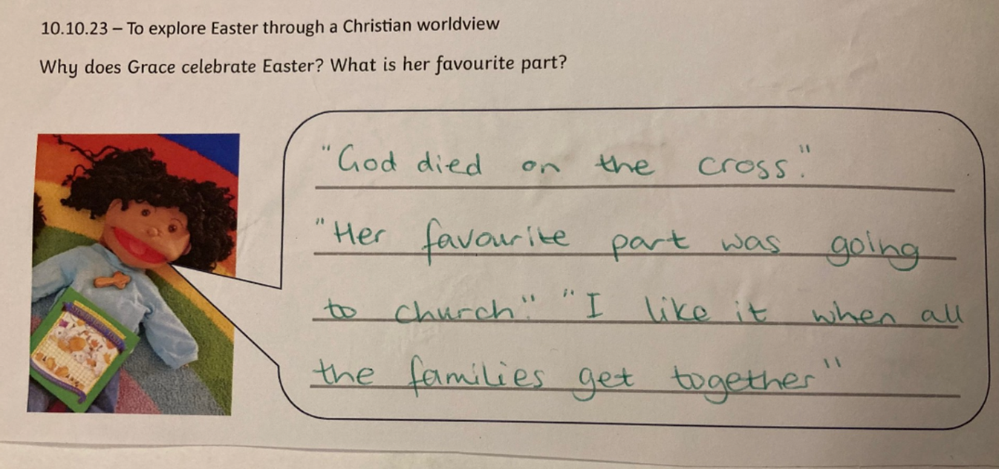 10.10.23 – To explore Easter through a Christian worldview
Why does Grace celebrate Easter? What is her favourite part?
"God died on the cross."
"Her favourite part was going
to church." "I like it when all
the families get together"